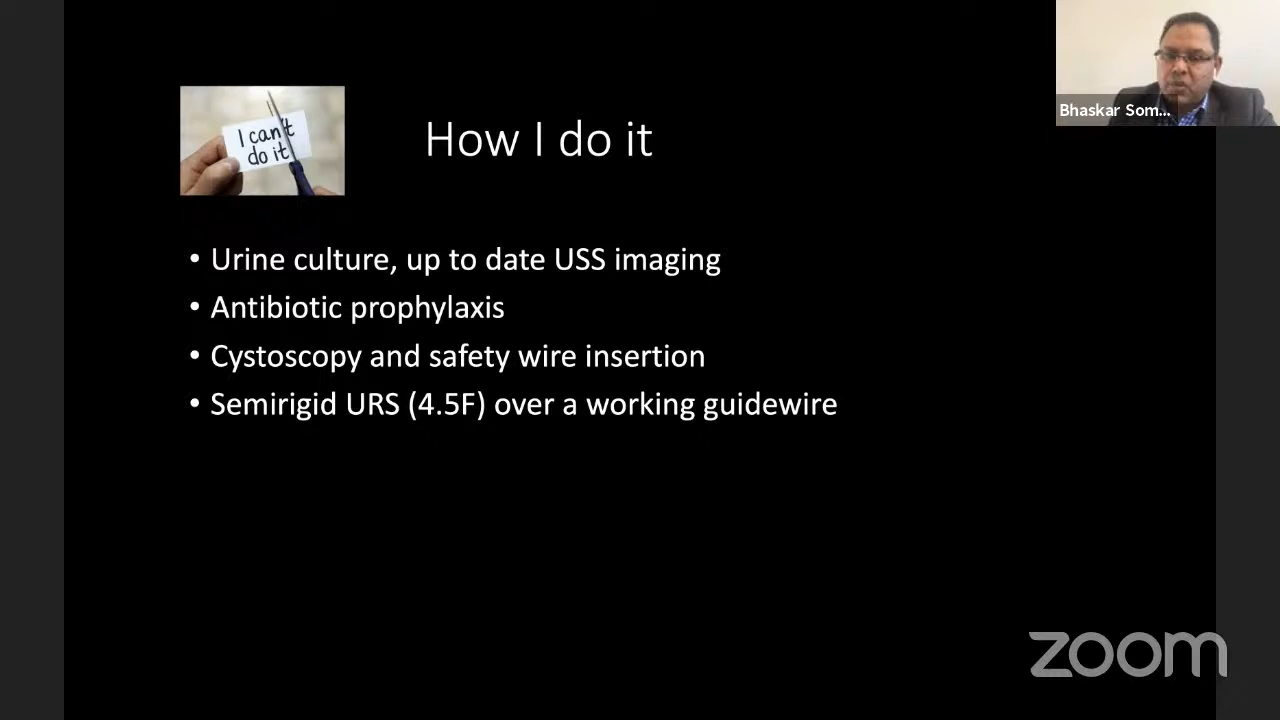 Bhaskar Som...
I can't
do it
How I do it
• Urine culture, up to date USS imaging
• Antibiotic prophylaxis
• Cystoscopy and safety wire insertion
• Semirigid URS (4.5F) over a working guidewire
zoom